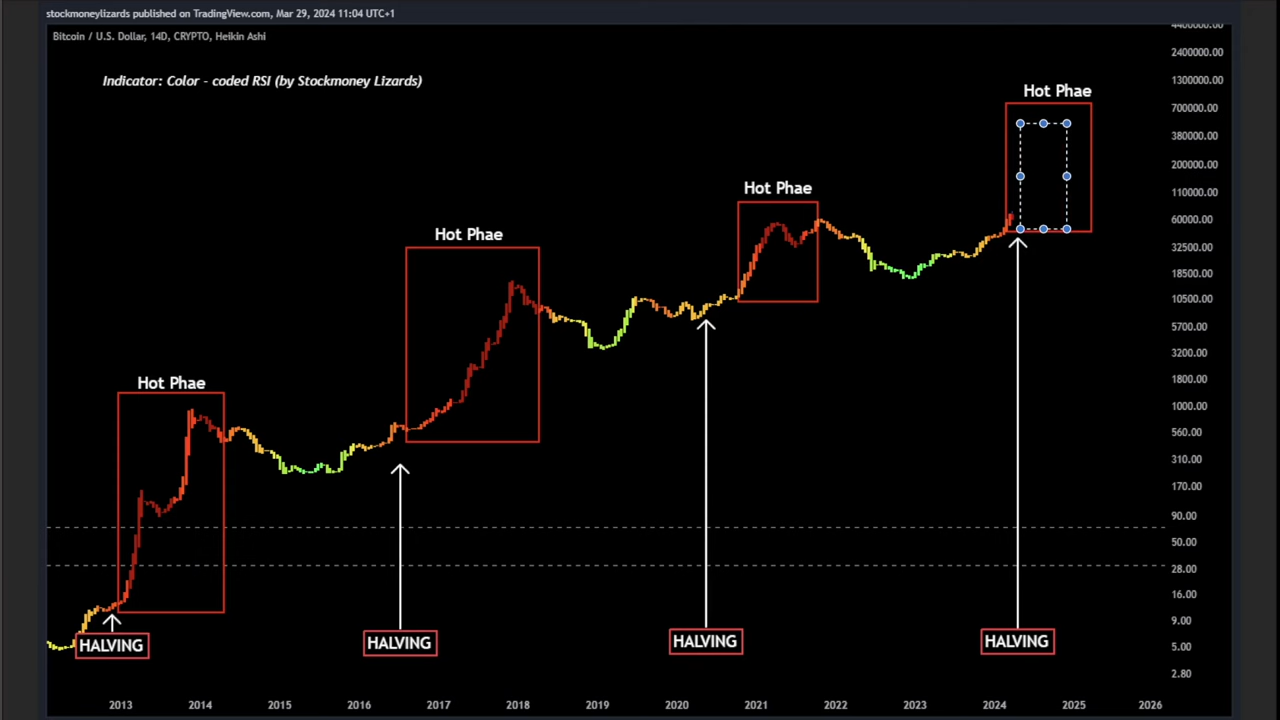 stockmoneylizards published on TradingView.com, Mar 29, 2024 11:04 UTC+1
Bitcoin / U.S. Dollar, 14D, CRYPTO, Heikin Ashi
Indicator: Color - coded RSI (by Stockmoney Lizards)
Hot Phae
Hot Phae
Hot Phae
Hot Phae
HALVING
HALVING
HALVING
HALVING
4400000.00
2400000.00
1300000.00
700000.00
380000.00
200000.00
110000.00
60000.00
32500.00
18500.00
10500.00
5700.00
3200.00
1800.00
1000.00
560.00
310.00
170.00
90.00
50.00
28.00
16.00
9.00
5.00
2.80
2013 2014 2015 2016 2017 2018 2019 2020 2021 2022 2023 2024 2025 2026